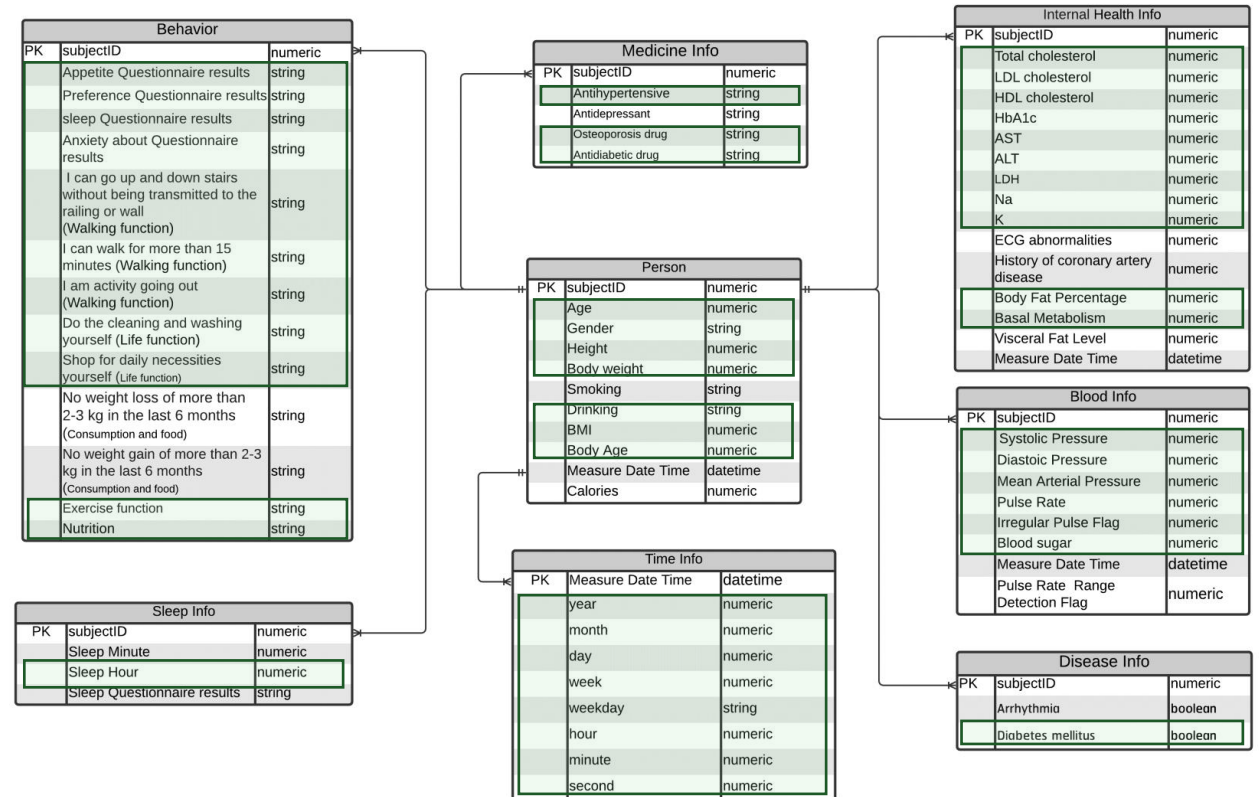 Behavior
PK subjectID numeric
Appetite Questionnaire results string
Preference Questionnaire results string
sleep Questionnaire results string
Anxiety about Questionnaire
results string
I can go up and down stairs
without being transmitted to the
railing or wall string
(Walking function)
I can walk for more than 15
minutes (Walking function) string
I am activity going out
(Walking function) string
Do the cleaning and washing
yourself (Life function) string
Shop for daily necessities
yourself (Life function) string
No weight loss of more than
2-3 kg in the last 6 months string
(Consumption and food)
No weight gain of more than 2-3
kg in the last 6 months string
(Consumption and food)
Exercise function string
Nutrition string
Sleep Info
PK subjectID numeric
Sleep Minute numeric
Sleep Hour numeric
Sleep Questionnaire results string
Medicine Info
PK subjectID numeric
Antihypertensive string
Antidepressant string
Osteoporosis drug string
Antidiabetic drug string
Person
PK subjectID numeric
Age numeric
Gender string
Height numeric
Body weight numeric
Smoking string
Drinking string
BMI numeric
Body Age numeric
Measure Date Time datetime
Calories numeric
Time Info
PK Measure Date Time datetime
year numeric
month numeric
day numeric
week numeric
weekday string
hour numeric
minute numeric
second numeric
Internal Health Info
PK subjectID numeric
Total cholesterol numeric
LDL cholesterol numeric
HDL cholesterol numeric
HbA1c numeric
AST numeric
ALT numeric
LDH numeric
Na numeric
K numeric
ECG abnormalities numeric
History of coronary artery
disease numeric
Body Fat Percentage numeric
Basal Metabolism numeric
Visceral Fat Level numeric
Measure Date Time datetime
Blood Info
PK subjectID numeric
Systolic Pressure numeric
Diastoic Pressure numeric
Mean Arterial Pressure numeric
Pulse Rate numeric
Irregular Pulse Flag numeric
Blood sugar numeric
Measure Date Time datetime
Pulse Rate Range
Detection Flag numeric
Disease Info
PK subjectID numeric
Arrhythmia boolean
Diabetes mellitus boolean